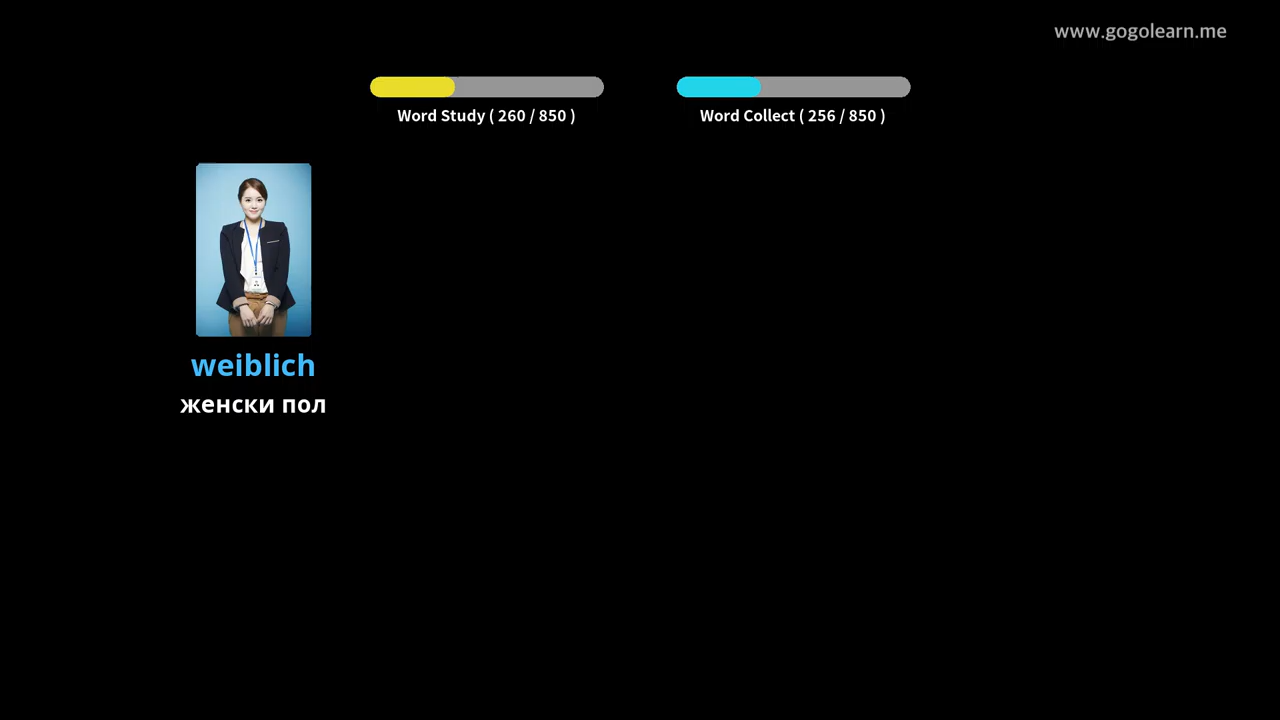 www.gogolearn.me
Word Study ( 260 / 850 )
Word Collect ( 256 / 850 )
weiblich
женски пол